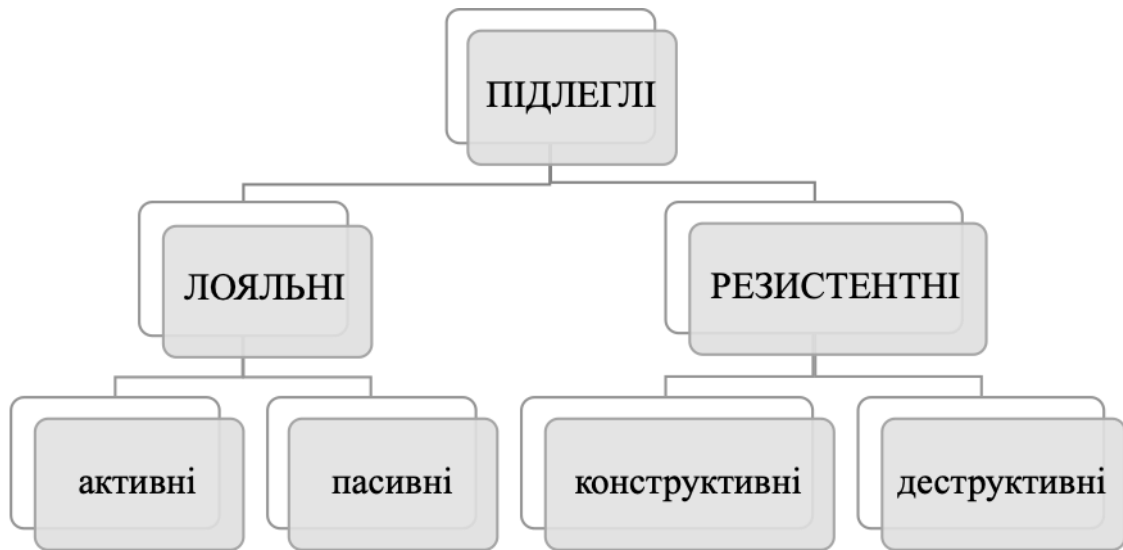 ПІДЛЕГЛІ
ЛОЯЛЬНІ
РЕЗИСТЕНТНІ
активні
пасивні
конструктивні
деструктивні